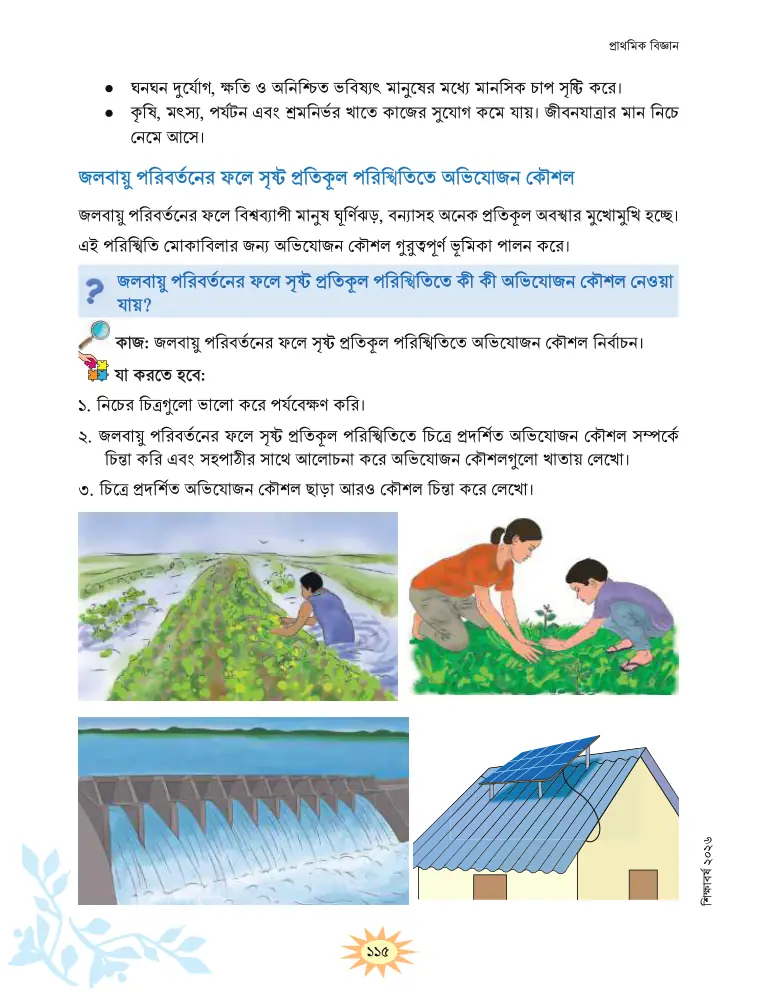 প্রাথমিক বিজ্ঞান
● ঘনঘন দুর্যোগ, ক্ষতি ও অনিশ্চিত ভবিষ্যৎ মানুষের মধ্যে মানসিক চাপ সৃষ্টি করে।
● কৃষি, মৎস্য, পর্যটন এবং শ্রমনির্ভর খাতে কাজের সুযোগ কমে যায়। জীবনযাত্রার মান নিচে
নেমে আসে।
জলবায়ু পরিবর্তনের ফলে সৃষ্ট প্রতিকূল পরিস্থিতিতে অভিযোজন কৌশল
জলবায়ু পরিবর্তনের ফলে বিশ্বব্যাপী মানুষ ঘূর্ণিঝড়, বন্যাসহ অনেক প্রতিকূল অবস্থার মুখোমুখি হচ্ছে।
এই পরিস্থিতি মোকাবিলার জন্য অভিযোজন কৌশল গুরুত্বপূর্ণ ভূমিকা পালন করে।
? জলবায়ু পরিবর্তনের ফলে সৃষ্ট প্রতিকূল পরিস্থিতিতে কী কী অভিযোজন কৌশল নেওয়া
যায়?
কাজ: জলবায়ু পরিবর্তনের ফলে সৃষ্ট প্রতিকূল পরিস্থিতিতে অভিযোজন কৌশল নির্বাচন।
যা করতে হবে:
১. নিচের চিত্রগুলো ভালো করে পর্যবেক্ষণ করি।
২. জলবায়ু পরিবর্তনের ফলে সৃষ্ট প্রতিকূল পরিস্থিতিতে চিত্রে প্রদর্শিত অভিযোজন কৌশল সম্পর্কে
চিন্তা করি এবং সহপাঠীর সাথে আলোচনা করে অভিযোজন কৌশলগুলো খাতায় লেখো।
৩. চিত্রে প্রদর্শিত অভিযোজন কৌশল ছাড়া আরও কৌশল চিন্তা করে লেখো।
শিক্ষাবর্ষ ২০২৬
১১৫